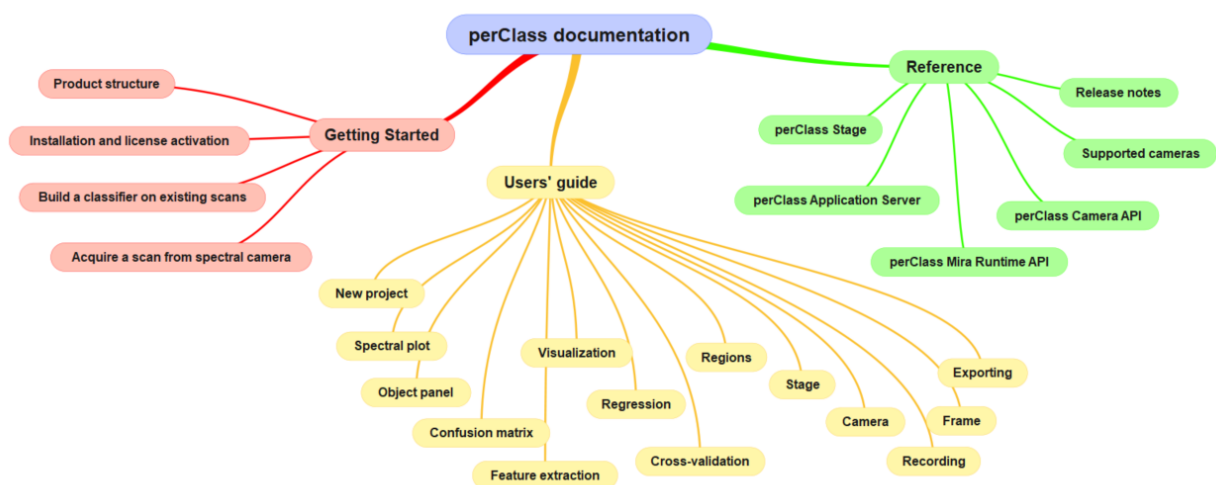 perClass documentation
Getting Started
Product structure
Installation and license activation
Build a classifier on existing scans
Acquire a scan from spectral camera
Users' guide
New project
Spectral plot
Object panel
Confusion matrix
Feature extraction
Visualization
Regression
Cross-validation
Regions
Stage
Camera
Recording
Frame
Exporting
Reference
perClass Stage
perClass Application Server
perClass Mira Runtime API
perClass Camera API
Supported cameras
Release notes